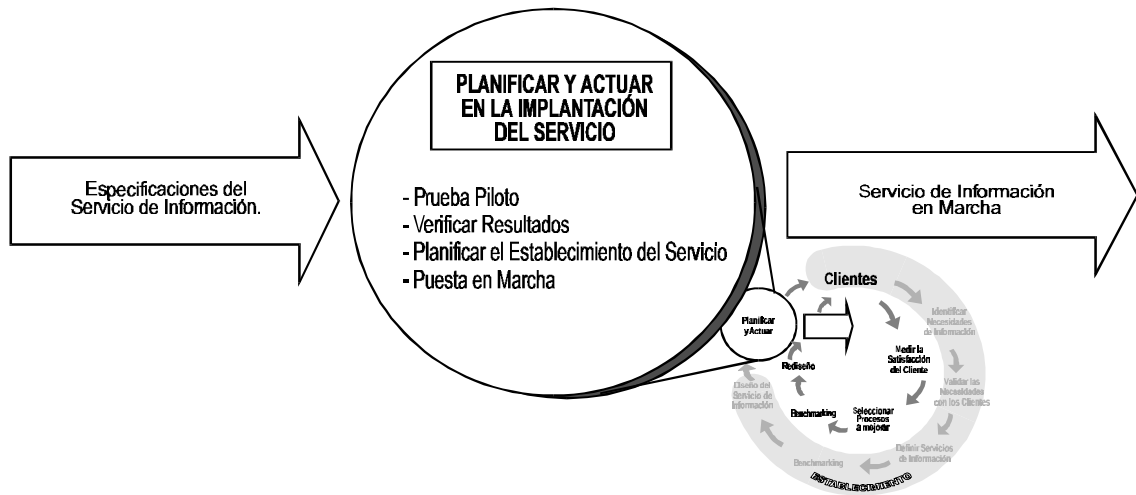 PLANIFICAR Y ACTUAR
EN LA IMPLANTACIÓN
DEL SERVICIO
Especificaciones del
Servicio de Información.
- Prueba Piloto
- Verificar Resultados
- Planificar el Establecimiento del Servicio
- Puesta en Marcha
Servicio de Información
en Marcha
Clientes
Planificar
y Actuar
Identificar
Necesidades
de Información
Medir la
Satisfacción
del Cliente
Rediseño
Validar las
Necesidades
con los Clientes
Diseño del
Servicio de
Información
Benchmarking
Seleccionar
Procesos
a mejorar
Definir Servicios
de Información
Benchmarking
ESTABLECIMIENTO